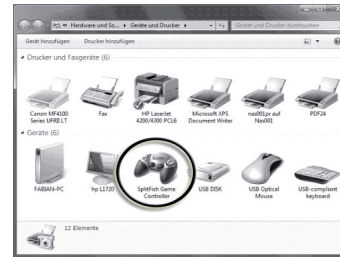 Hardware und So... ▸ Geräte und Drucker ▸
Geräte und Drucker durchsuchen
Gerät hinzufügen Drucker hinzufügen
Drucker und Faxgeräte (6)
Canon MF4100 Series UFRII LT
Fax
HP LaserJet 4200/4300 PCL6
Microsoft XPS Document Writer
nas001pr auf Nas001
PDF24
Geräte (6)
FABIAN-PC
hp L1720
SplitFish Game Controller
USB DISK
USB Optical Mouse
USB-compliant keyboard
12 Elemente